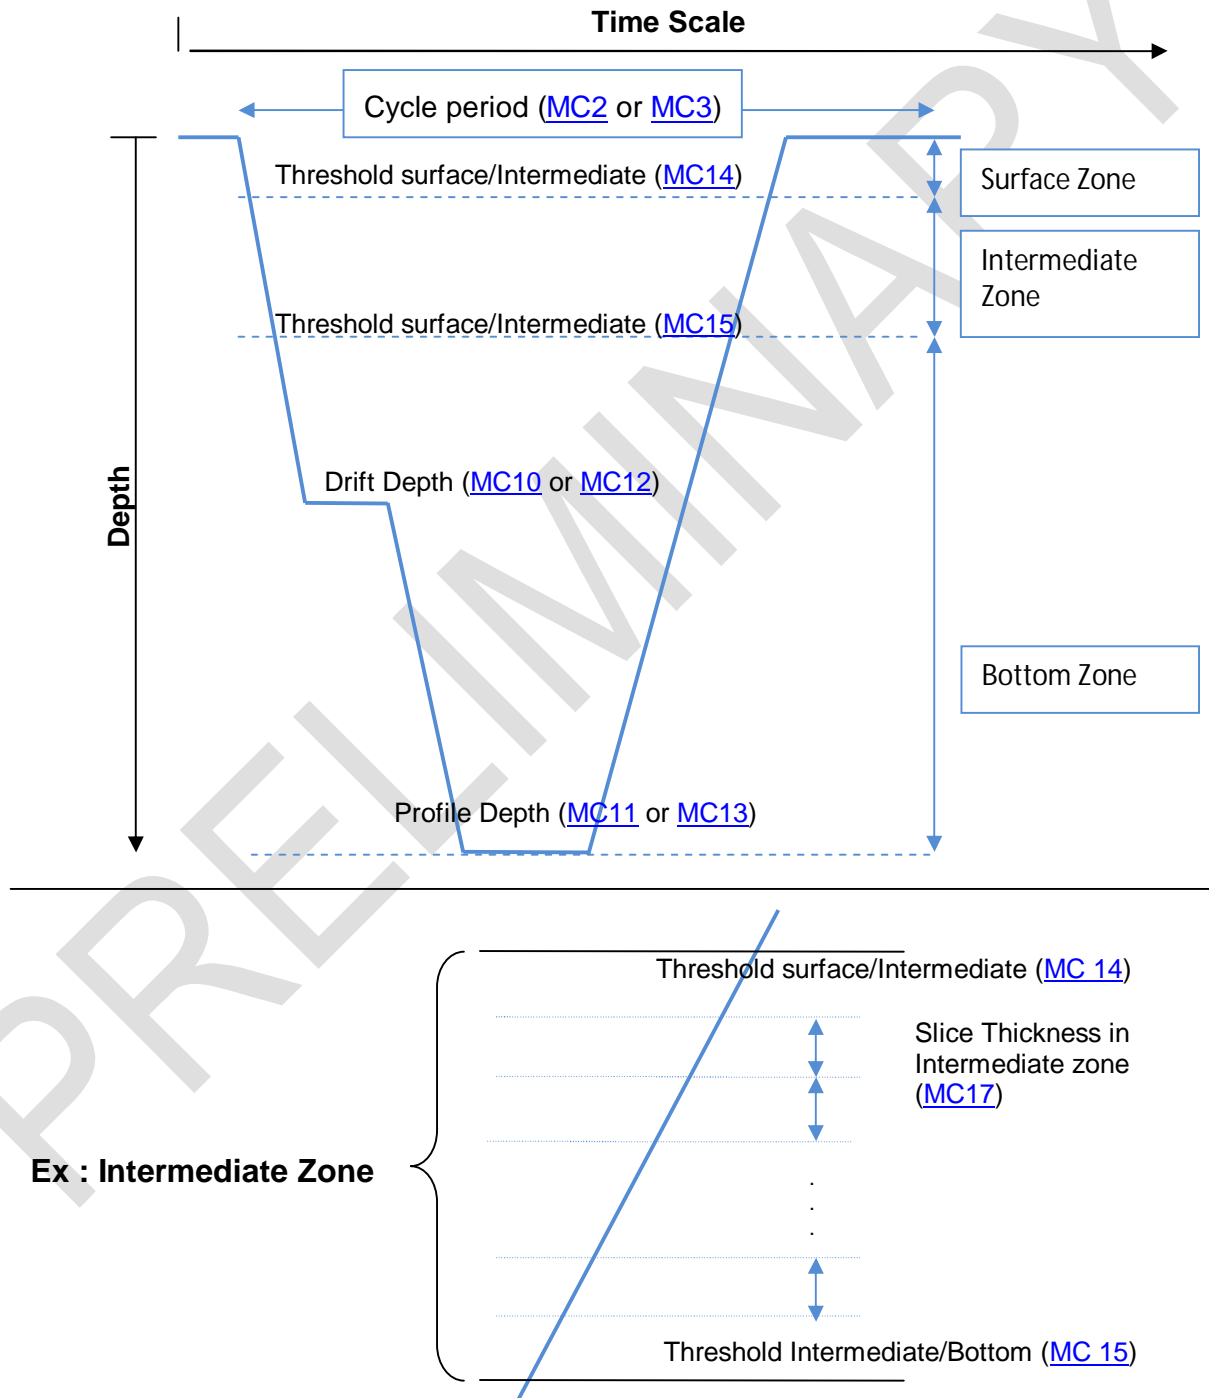 Time Scale
Cycle period (MC2 or MC3)
Threshold surface/Intermediate (MC14)
Surface Zone
Intermediate
Zone
Threshold surface/Intermediate (MC15)
Drift Depth (MC10 or MC12)
Depth
Bottom Zone
Profile Depth (MC11 or MC13)
Threshold surface/Intermediate (MC 14)
Slice Thickness in
Intermediate zone
(MC17)
Ex : Intermediate Zone
Threshold Intermediate/Bottom (MC 15)
PRELIMINARY